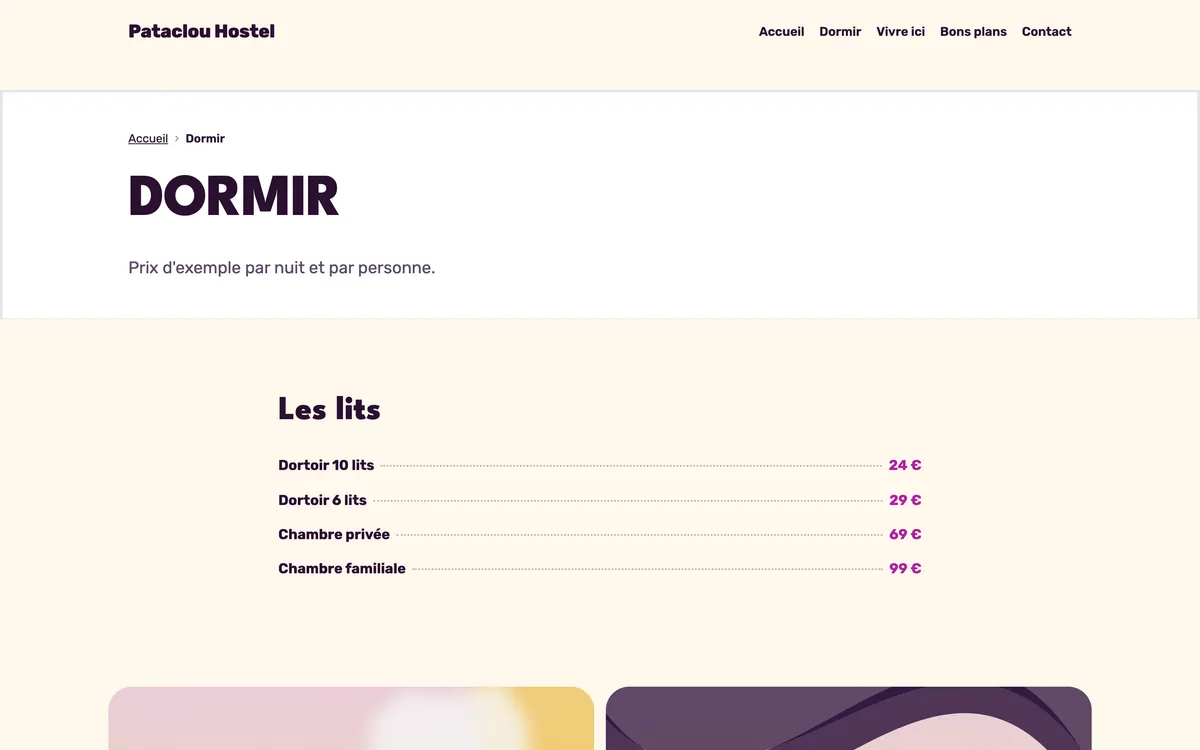 Pataclou Hostel
Accueil Dormir Vivre ici Bons plans Contact
Accueil › Dormir
DORMIR
Prix d'exemple par nuit et par personne.
Les lits
Dortoir 10 lits 24 €
Dortoir 6 lits 29 €
Chambre privée 69 €
Chambre familiale 99 €